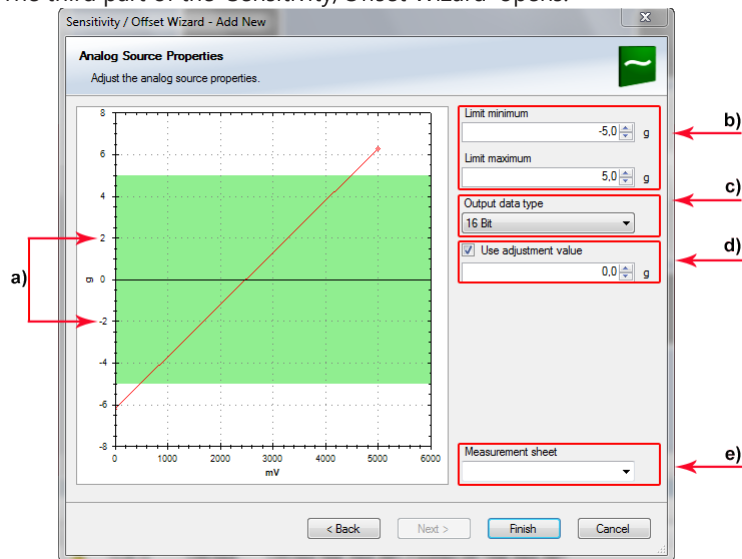 The third part of the 'Sensitivity/Offset Wizard' opens.
Sensitivity / Offset Wizard - Add New
x
Analog Source Properties
Adjust the analog source properties.
8
6
4
2
0
-2
-4
-6
-8
g
0 1000 2000 3000 4000 5000 6000
mV
a)
Limit minimum
-5,0 g
Limit maximum
5,0 g
b)
Output data type
16 Bit
c)
Use adjustment value
0,0 g
d)
Measurement sheet
e)
< Back Next > Finish Cancel